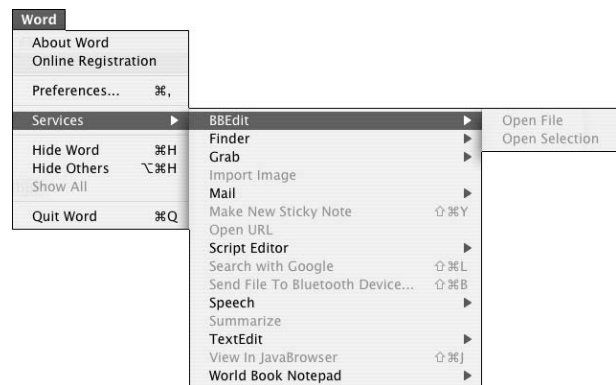 Word
About Word
Online Registration
Preferences... ⌘,
Services ▶
Hide Word ⌘H
Hide Others ⌥⌘H
Show All
Quit Word ⌘Q
BBEdit ▶
Finder ▶
Grab ▶
Import Image
Mail ▶
Make New Sticky Note ⇧⌘Y
Open URL
Script Editor ▶
Search with Google ⇧⌘L
Send File To Bluetooth Device... ⇧⌘B
Speech ▶
Summarize
TextEdit ▶
View In JavaBrowser ⇧⌘J
World Book Notepad ▶
Open File
Open Selection